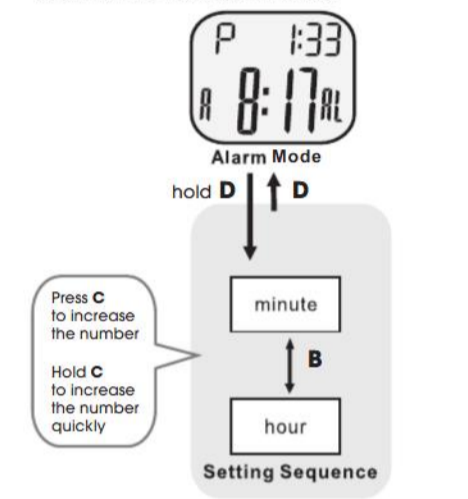 P 1:33
A 8:17 AL
Alarm Mode
hold D D
minute
Press C
to increase
the number
B
Hold C
to increase
the number
quickly
hour
Setting Sequence